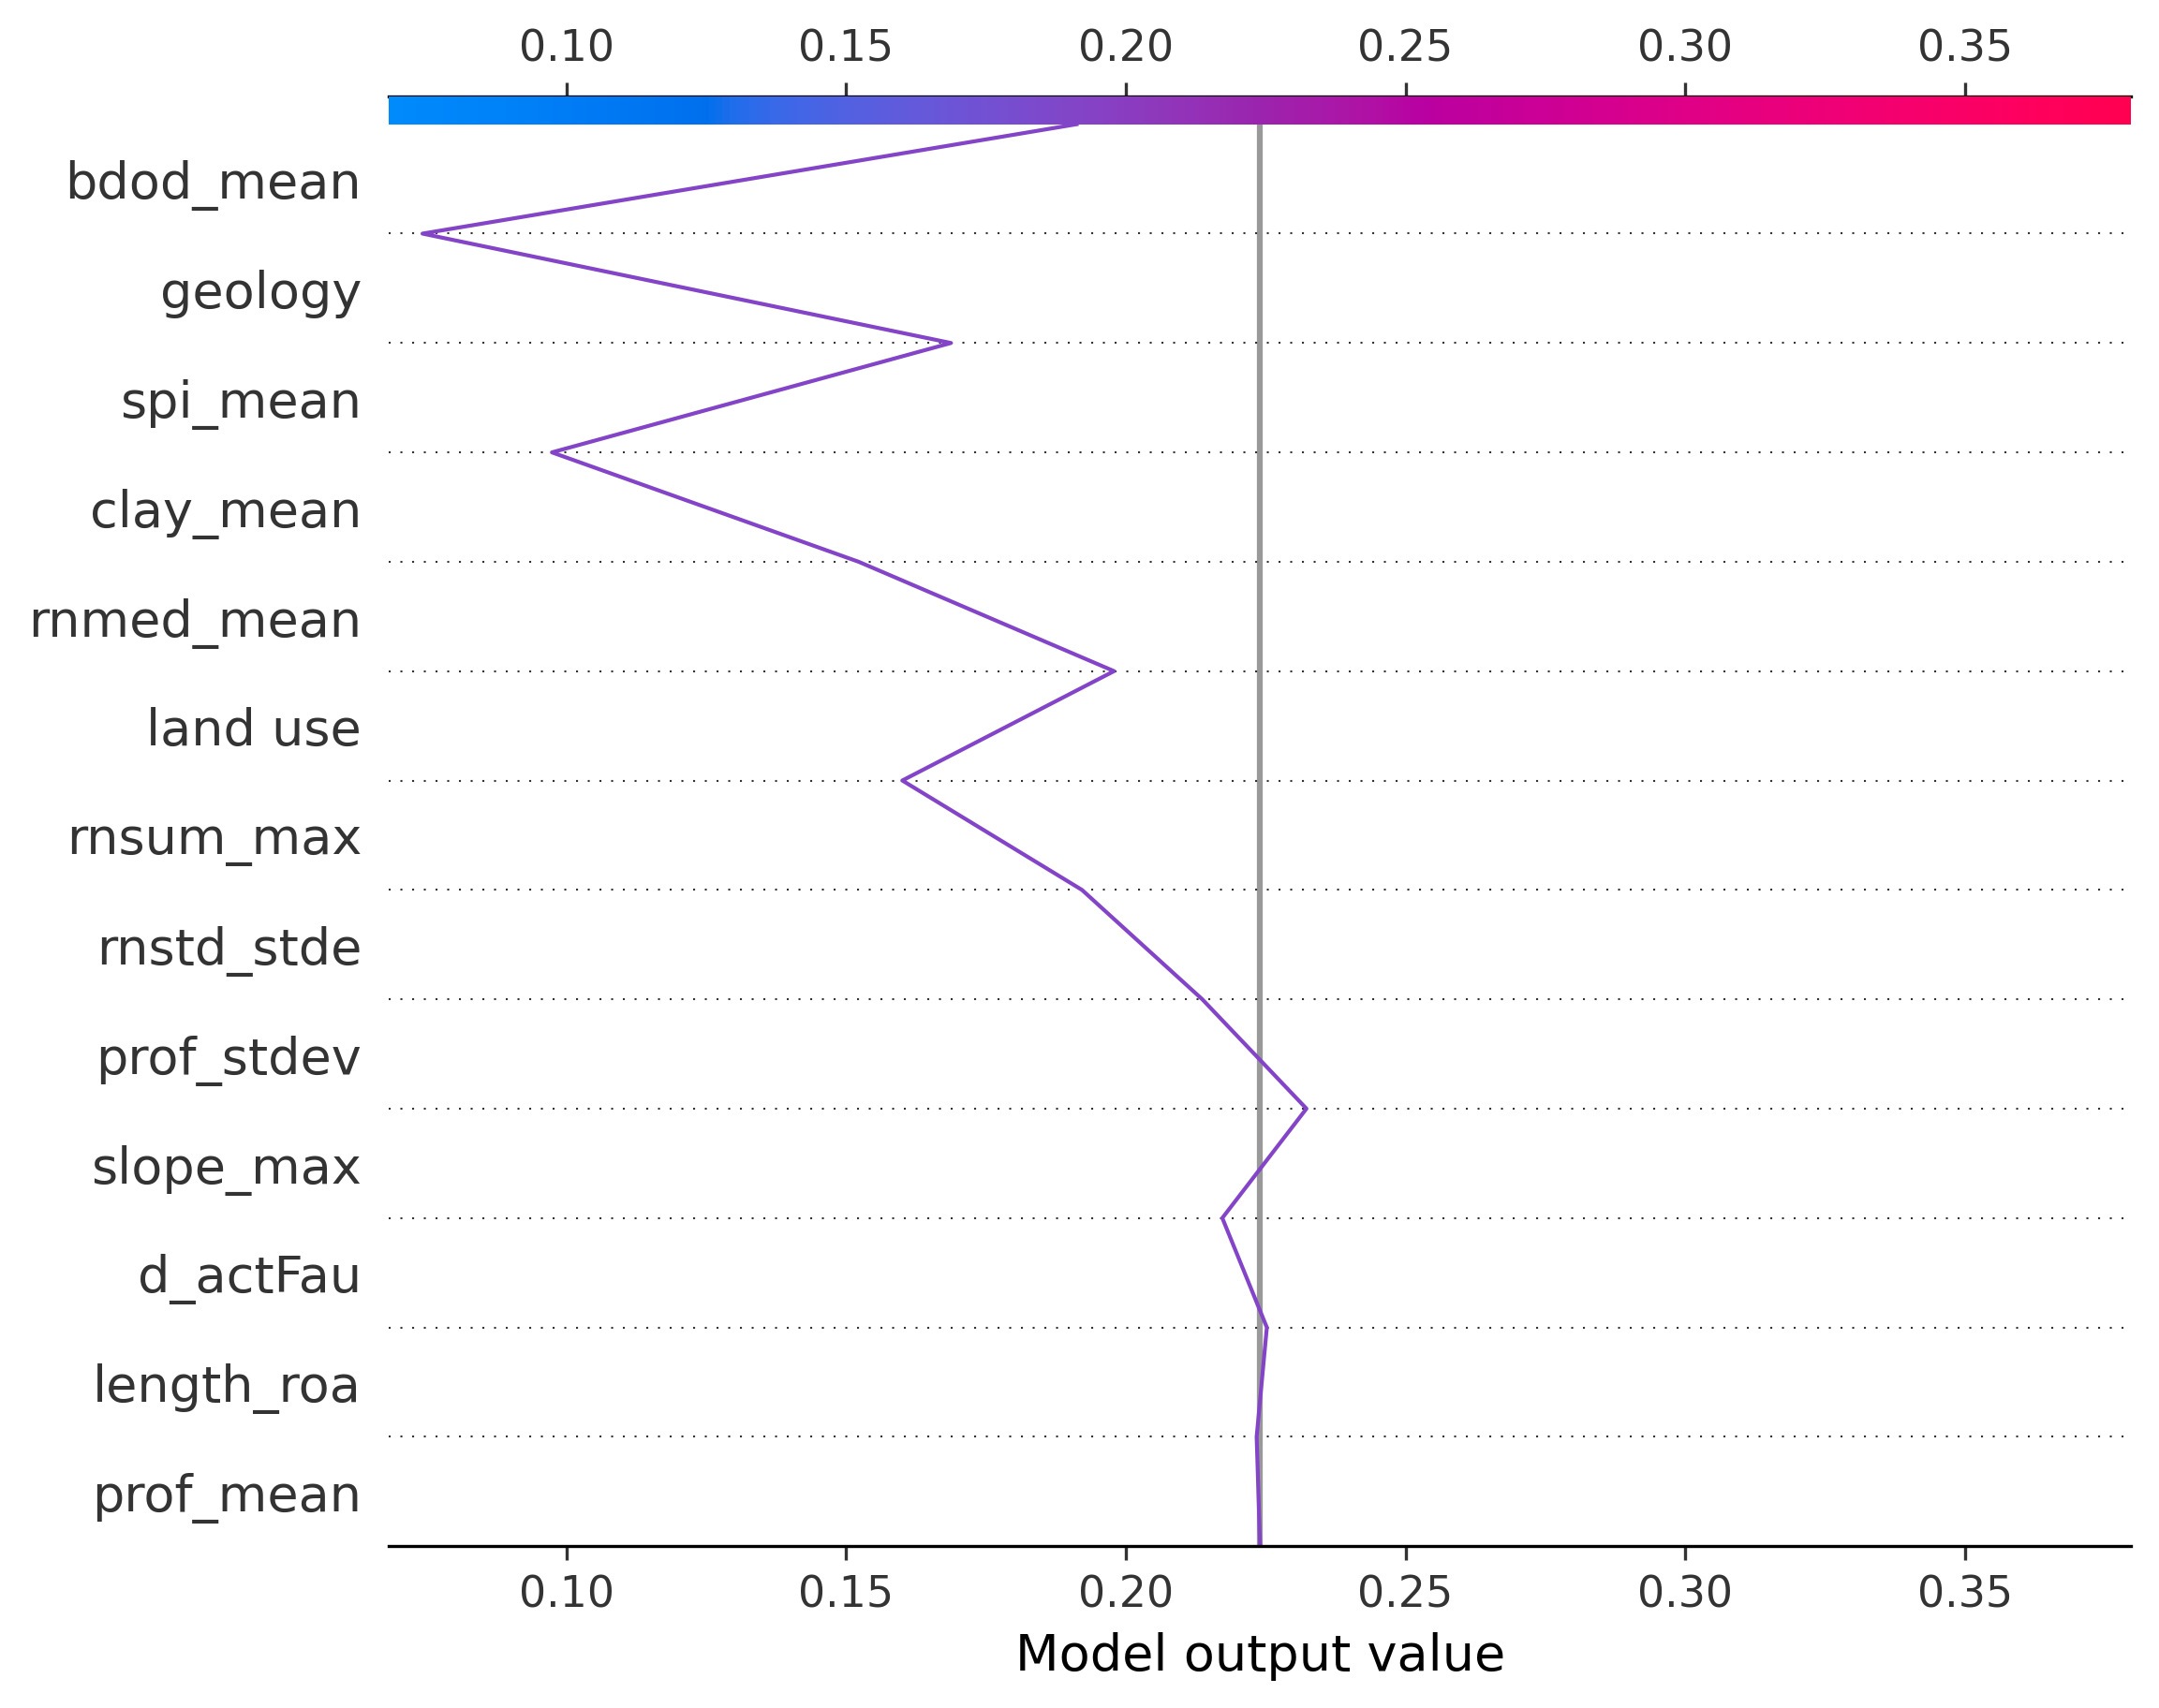 0.10 0.15 0.20 0.25 0.30 0.35
bdod_mean
geology
spi_mean
clay_mean
rnmed_mean
land use
rnsum_max
rnstd_stde
prof_stdev
slope_max
d_actFau
length_roa
prof_mean
0.10 0.15 0.20 0.25 0.30 0.35
Model output value